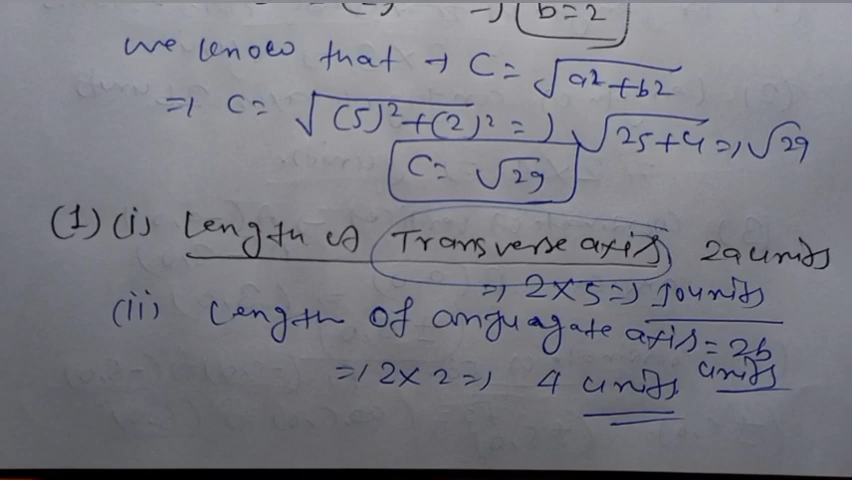 =) b=2
we know that → C = √a²+b²
=) C = √(5)²+(2)² =) √25+4 =) √29
C = √29
(1) (i) Length of Transverse axis 2a units
=) 2×5 =) 10 units
(ii) Length of conguagate axis = 2b units
=) 2×2 =) 4 units